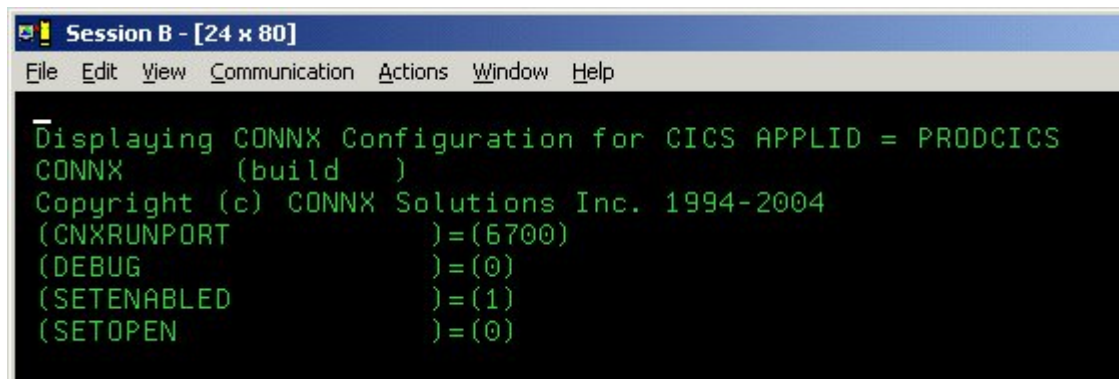 Session B - [24 x 80]
File Edit View Communication Actions Window Help
Displaying CONNX Configuration for CICS APPLID = PRODCICS
CONNX (build )
Copyright (c) CONNX Solutions Inc. 1994-2004
(CNXRUNPORT )=(6700)
(DEBUG )=(0)
(SETENABLED )=(1)
(SETOPEN )=(0)